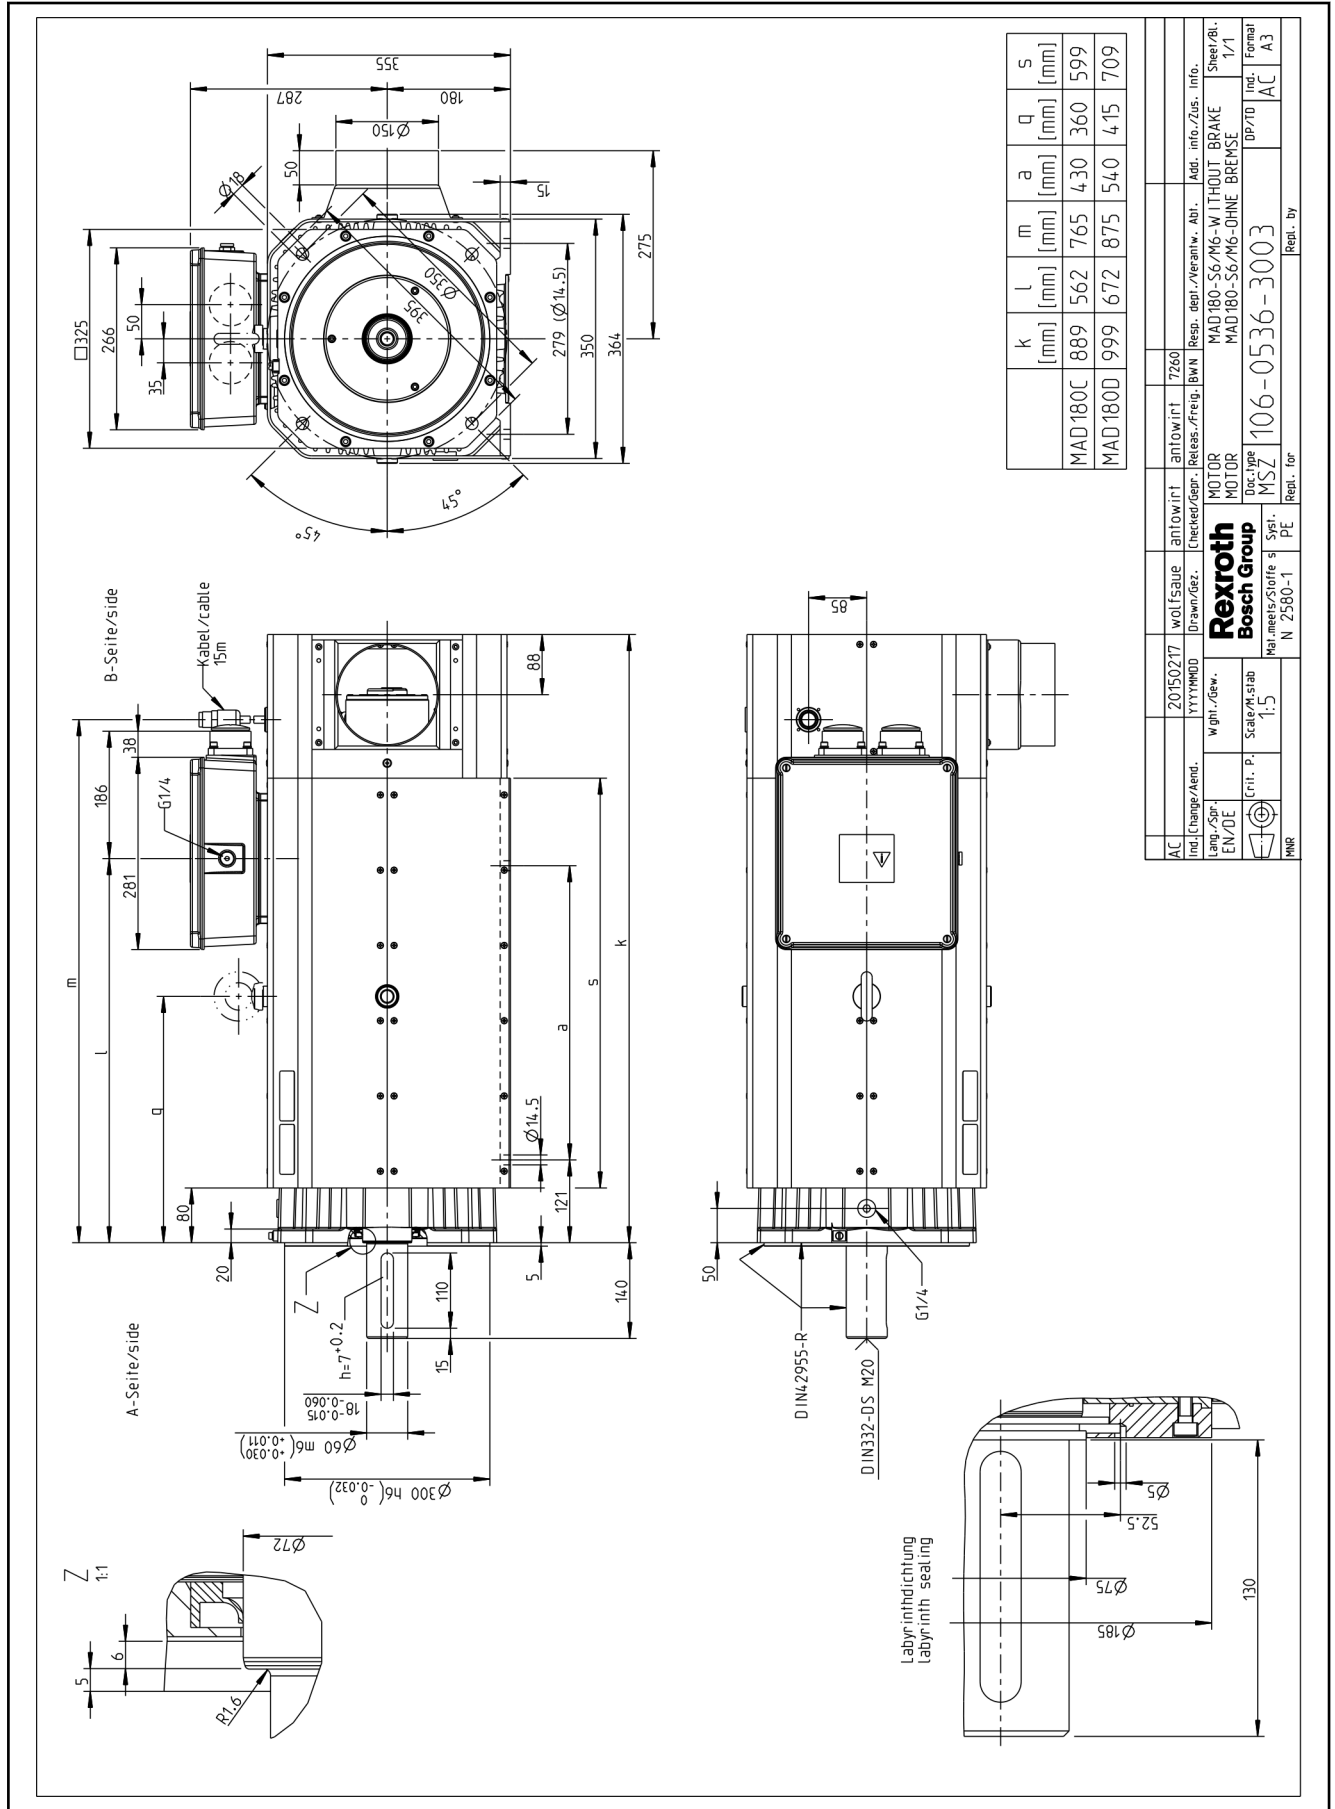 Z
1:1
5
6
R1.6
Ø72
A-Seite/side
B-Seite/side
Kabel/cable
15m
m
l
q
186
38
281
G1/4
80
20
Z
h=7+0.2
18-0.015
-0.060
Ø60 m6(+0.030
+0.011)
Ø300 h6( 0
-0.032)
15
110
5
140
121
Ø14.5
a
s
k
88
□325
266
35
50
287
355
180
Ø150
50
Ø18
15
Ø350
395
279 (Ø14.5)
350
364
275
45°
45°
Labyrinthdichtung
Labyrinth sealing
Ø185
Ø75
52.5
Ø5
130
50
DIN42955-R
DIN332-DS M20
G1/4
85
k l m a q s
[mm] [mm] [mm] [mm] [mm] [mm]
MAD180C 889 562 765 430 360 599
MAD180D 999 672 875 540 415 709
AC 20150217 wolfsaue antowirt antowirt 7260
Ind. Change/Aend. YYYYMMDD Drawn/Gez. Checked/Gepr. Releas./Freig. BWN Resp. dept./Verantw. Abt. Add. info./Zus. Info.
Lang./Spr.
EN/DE
Wght./Gew.
Rexroth
Bosch Group
MOTOR MAD180-S6/M6-WITHOUT BRAKE
MOTOR MAD180-S6/M6-OHNE BREMSE
Sheet/Bl.
1/1
Crit. P.
Scale/M.stab
1:5
Mat.meets/Stoffe s
N 2580-1
Syst.
PE
Doc.type
MSZ
106-0536-3003
DP/TD
Ind.
AC
Format
A3
MNR
Repl. for
Repl. by